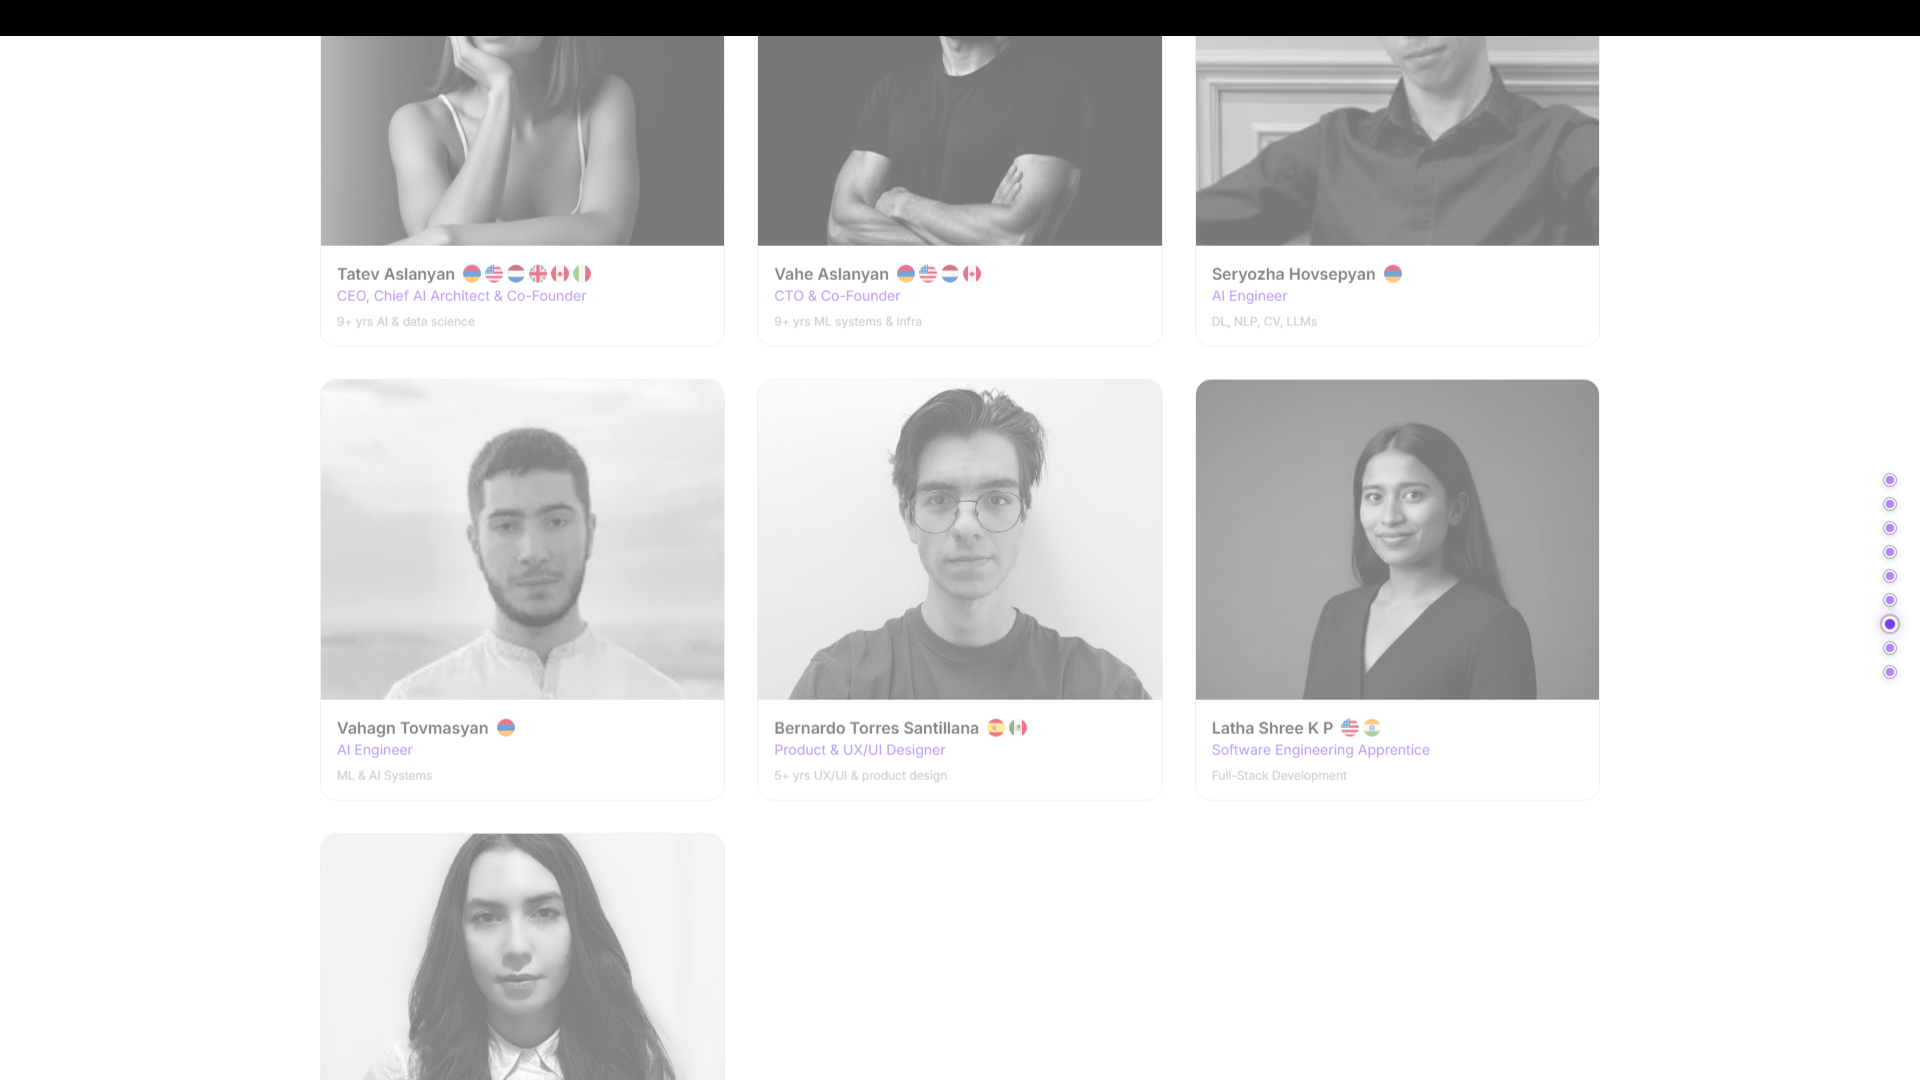 Tatev Aslanyan
CEO, Chief AI Architect & Co-Founder
9+ yrs AI & data science
Vahe Aslanyan
CTO & Co-Founder
9+ yrs ML systems & infra
Seryozha Hovsepyan
AI Engineer
DL, NLP, CV, LLMs
Vahagn Tovmasyan
AI Engineer
ML & AI Systems
Bernardo Torres Santillana
Product & UX/UI Designer
5+ yrs UX/UI & product design
Latha Shree K P
Software Engineering Apprentice
Full-Stack Development